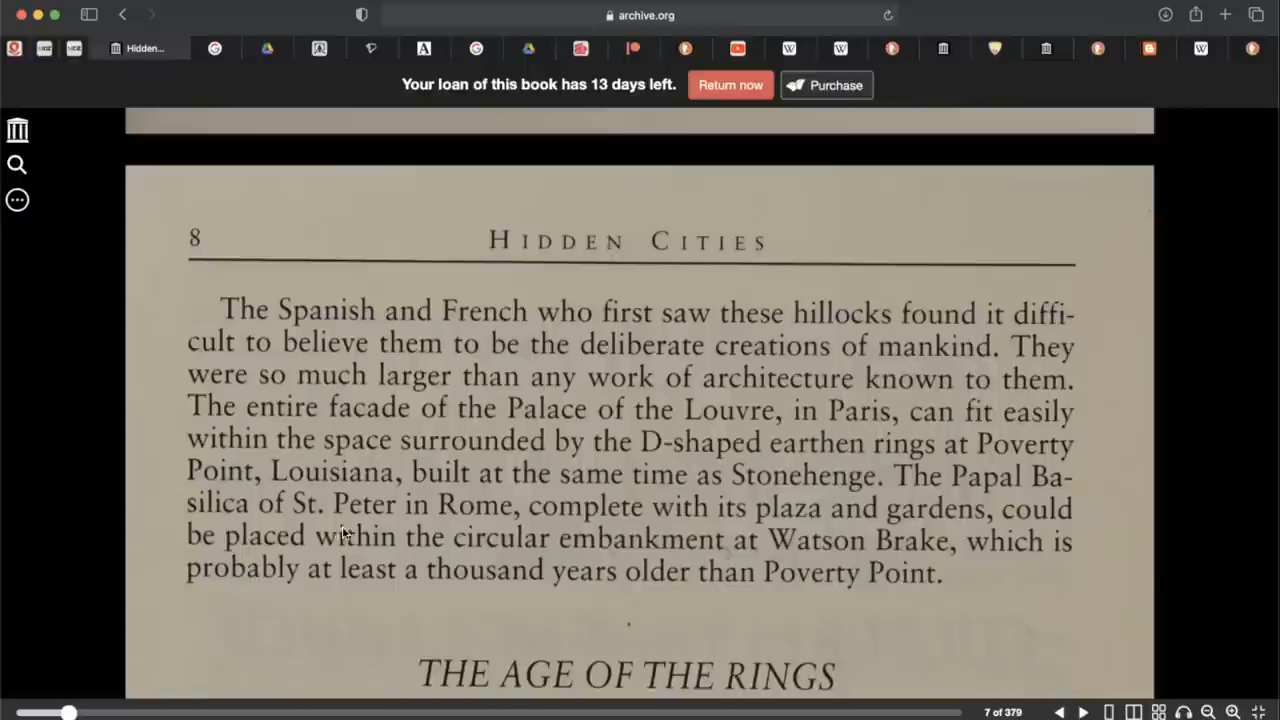 archive.org
Hidden...
Your loan of this book has 13 days left. Return now Purchase
8 HIDDEN CITIES
The Spanish and French who first saw these hillocks found it diffi-
cult to believe them to be the deliberate creations of mankind. They
were so much larger than any work of architecture known to them.
The entire facade of the Palace of the Louvre, in Paris, can fit easily
within the space surrounded by the D-shaped earthen rings at Poverty
Point, Louisiana, built at the same time as Stonehenge. The Papal Ba-
silica of St. Peter in Rome, complete with its plaza and gardens, could
be placed within the circular embankment at Watson Brake, which is
probably at least a thousand years older than Poverty Point.
THE AGE OF THE RINGS
7 of 379